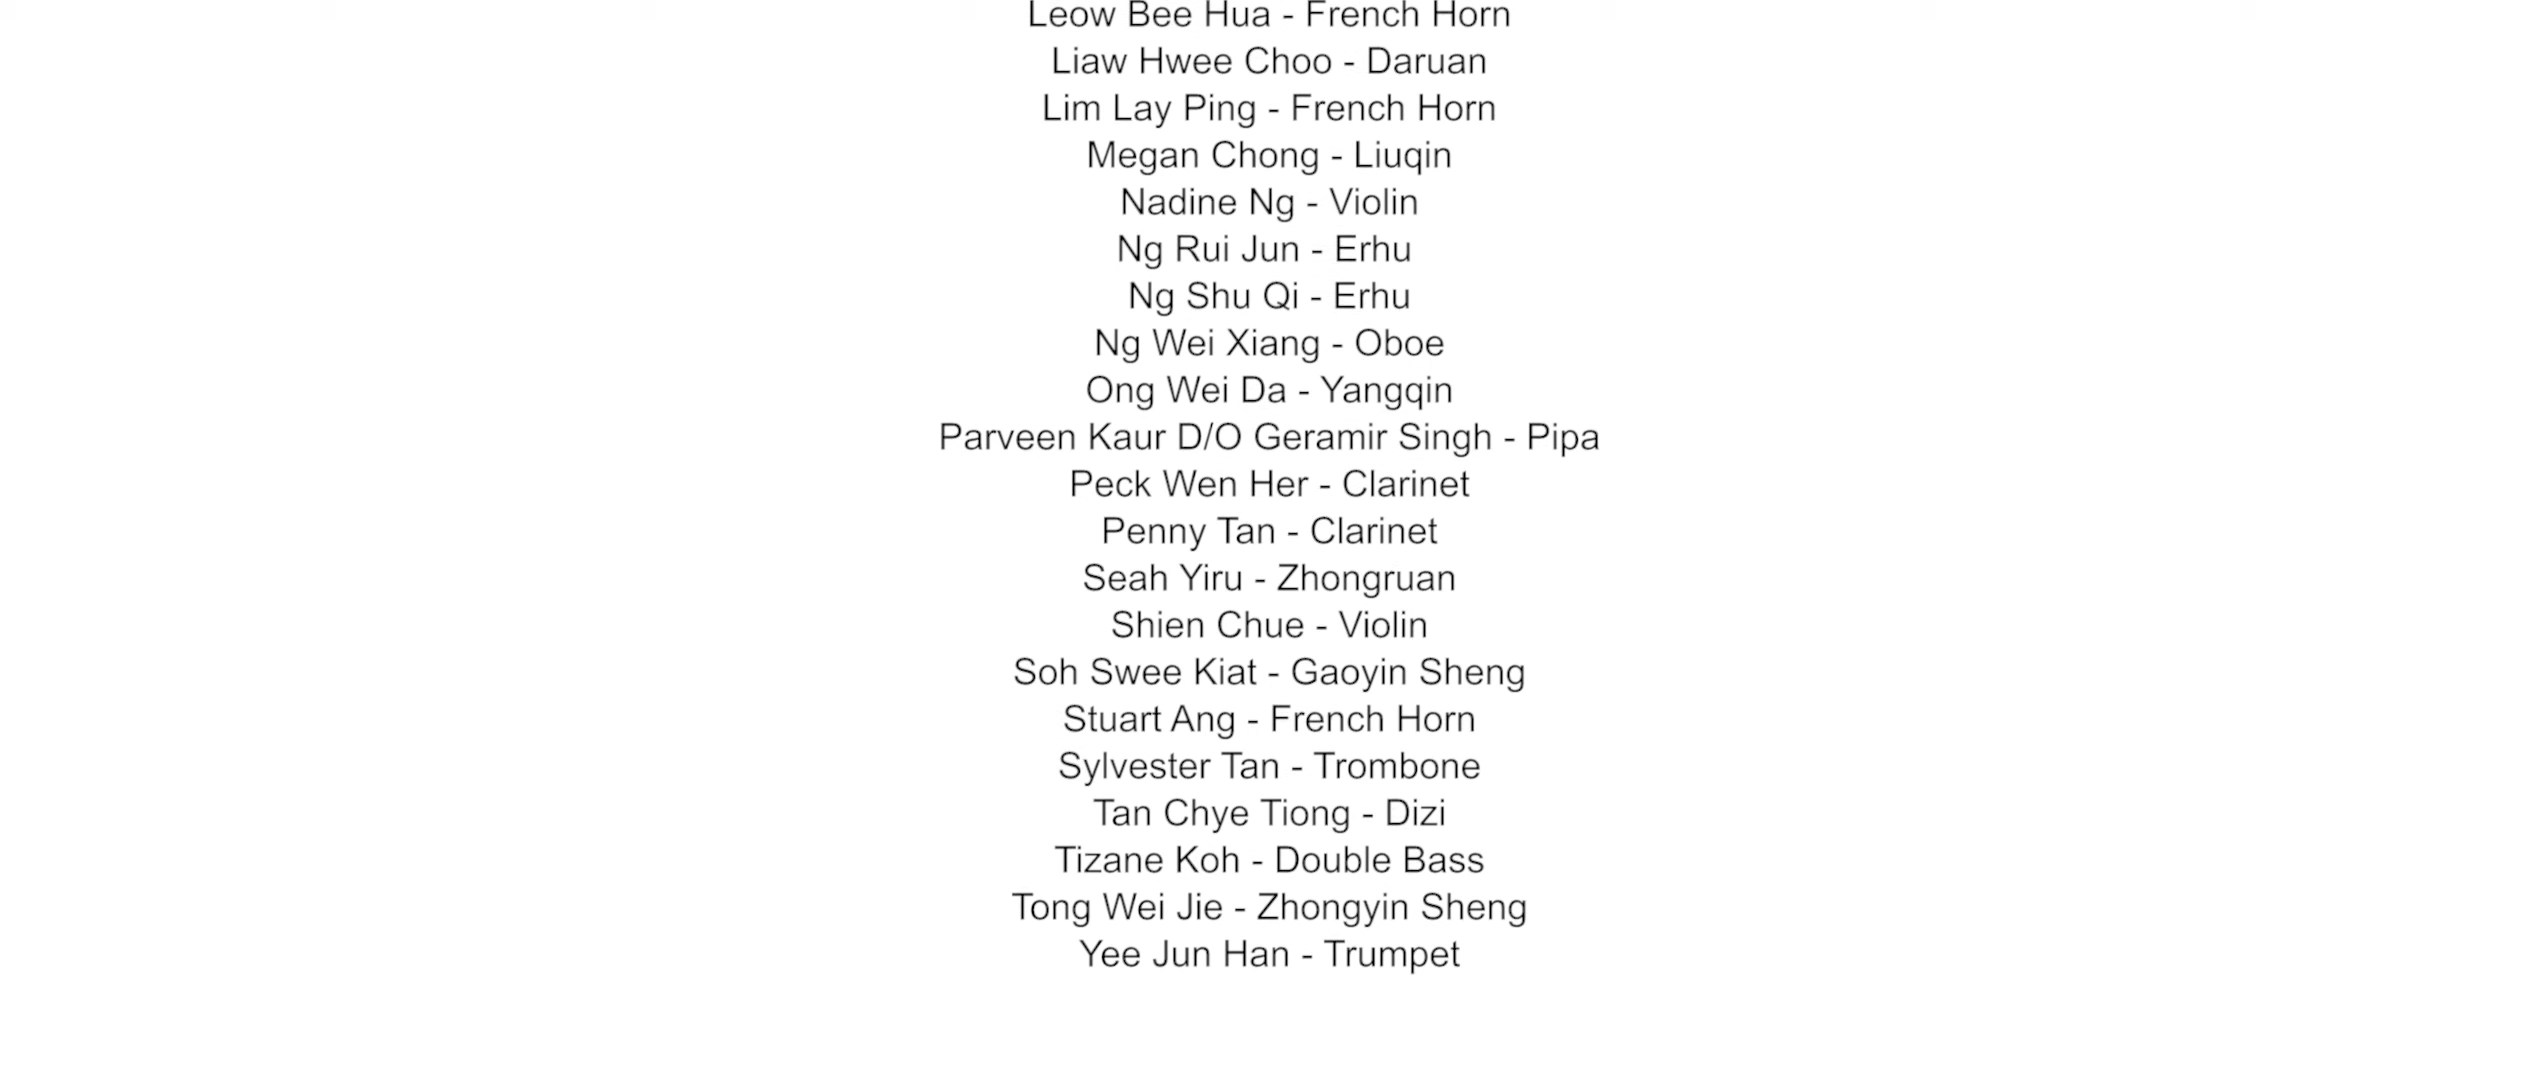 Leow Bee Hua - French Horn
Liaw Hwee Choo - Daruan
Lim Lay Ping - French Horn
Megan Chong - Liuqin
Nadine Ng - Violin
Ng Rui Jun - Erhu
Ng Shu Qi - Erhu
Ng Wei Xiang - Oboe
Ong Wei Da - Yangqin
Parveen Kaur D/O Geramir Singh - Pipa
Peck Wen Her - Clarinet
Penny Tan - Clarinet
Seah Yiru - Zhongruan
Shien Chue - Violin
Soh Swee Kiat - Gaoyin Sheng
Stuart Ang - French Horn
Sylvester Tan - Trombone
Tan Chye Tiong - Dizi
Tizane Koh - Double Bass
Tong Wei Jie - Zhongyin Sheng
Yee Jun Han - Trumpet